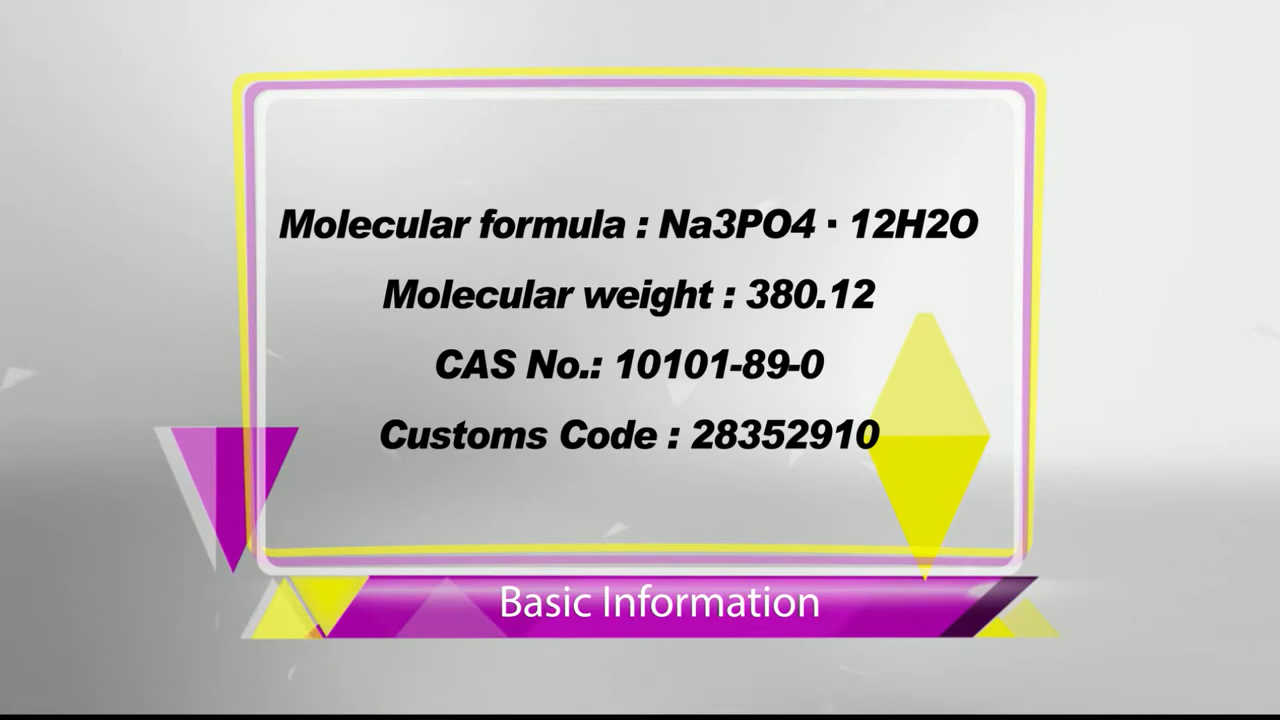 Molecular formula : Na3PO4 · 12H2O
Molecular weight : 380.12
CAS No.: 10101-89-0
Customs Code : 28352910
Basic Information